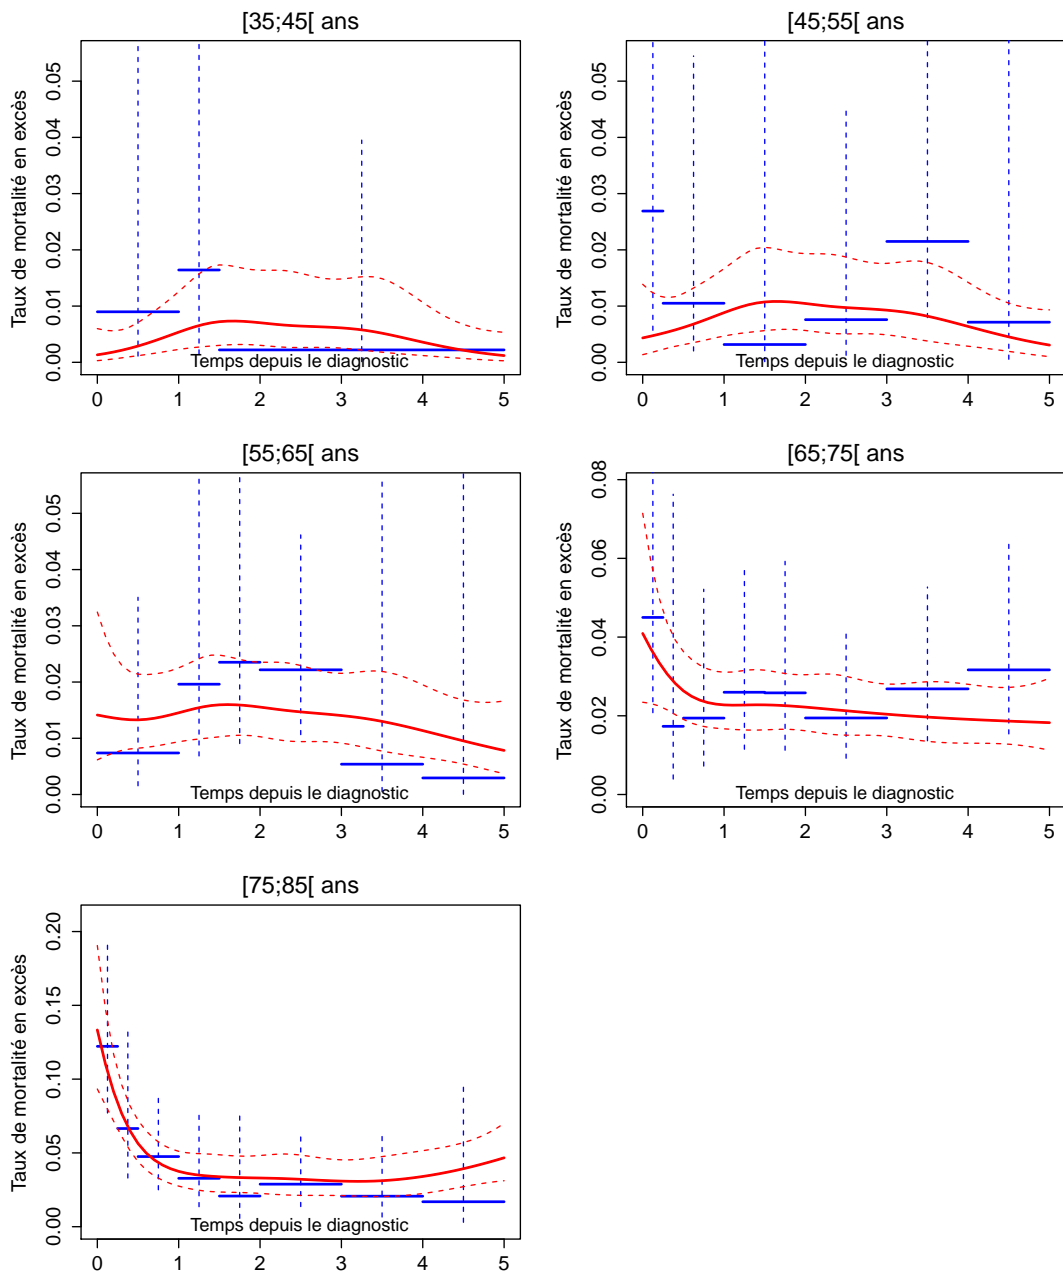 [35;45[ ans
Taux de mortalité en excès
0.00 0.01 0.02 0.03 0.04 0.05
Temps depuis le diagnostic
0 1 2 3 4 5
[45;55[ ans
Taux de mortalité en excès
0.00 0.01 0.02 0.03 0.04 0.05
Temps depuis le diagnostic
0 1 2 3 4 5
[55;65[ ans
Taux de mortalité en excès
0.00 0.01 0.02 0.03 0.04 0.05
Temps depuis le diagnostic
0 1 2 3 4 5
[65;75[ ans
Taux de mortalité en excès
0.00 0.02 0.04 0.06 0.08
Temps depuis le diagnostic
0 1 2 3 4 5
[75;85[ ans
Taux de mortalité en excès
0.00 0.05 0.10 0.15 0.20
Temps depuis le diagnostic
0 1 2 3 4 5